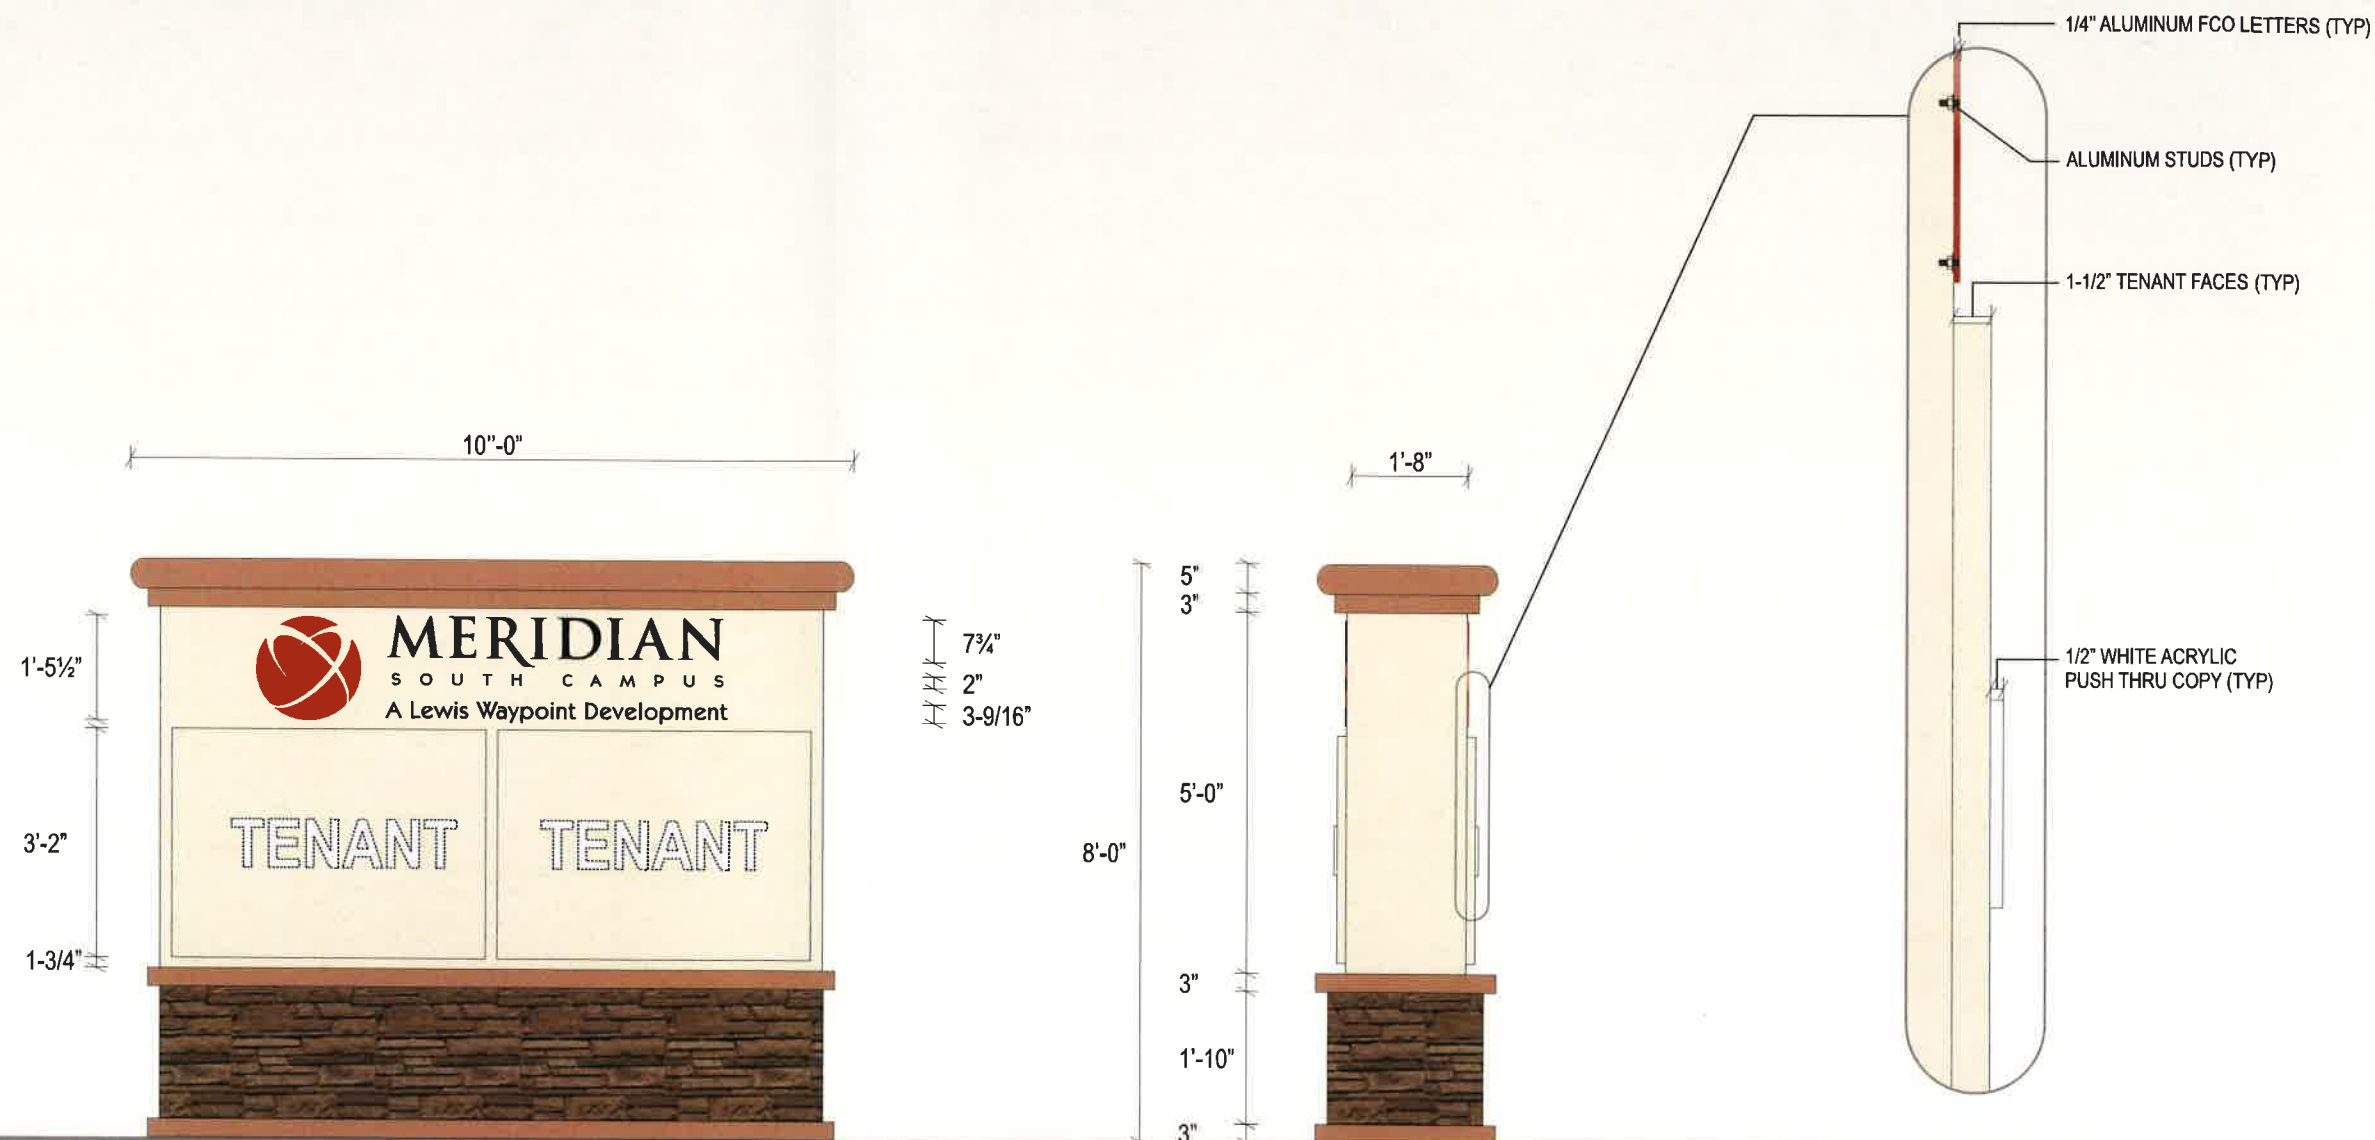 1/4" ALUMINUM FCO LETTERS (TYP)
ALUMINUM STUDS (TYP)
1-1/2" TENANT FACES (TYP)
1/2" WHITE ACRYLIC
PUSH THRU COPY (TYP)
10"-0"
1'-5½"
3'-2"
1-3/4"
MERIDIAN
SOUTH CAMPUS
A Lewis Waypoint Development
TENANT
TENANT
7¾"
2"
3-9/16"
1'-8"
8'-0"
5"
3"
5'-0"
3"
1'-10"
3"